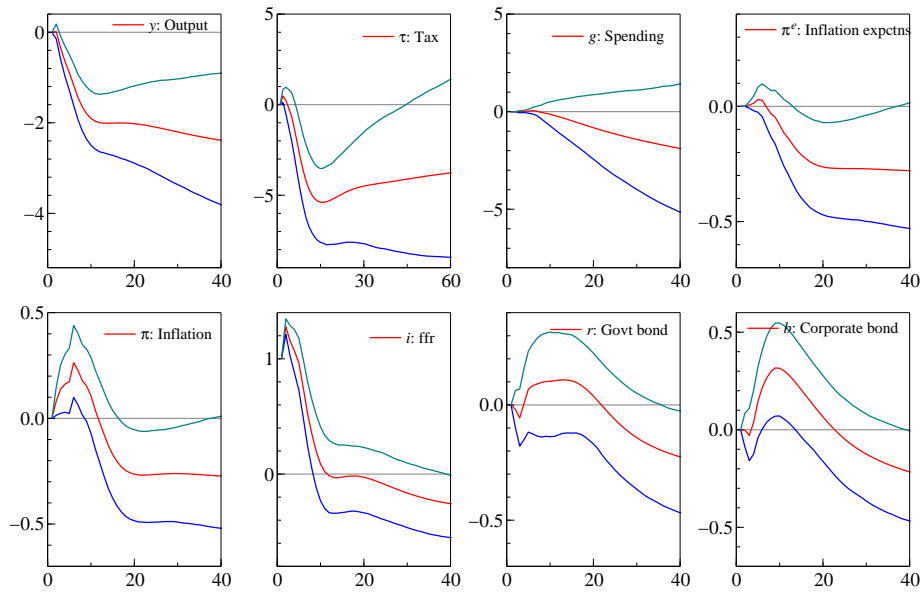 y: Output
τ: Tax
g: Spending
πᵉ: Inflation expctns
0
−2
−4
0 20 40
5
0
−5
0 30 60
5
0
−5
0 20 40
0.0
−0.5
0 20 40
π: Inflation
i: ffr
r: Govt bond
b: Corporate bond
0.5
0.0
−0.5
0 20 40
1
0
0 20 40
0.0
−0.5
0 20 40
0.5
0.0
−0.5
0 20 40